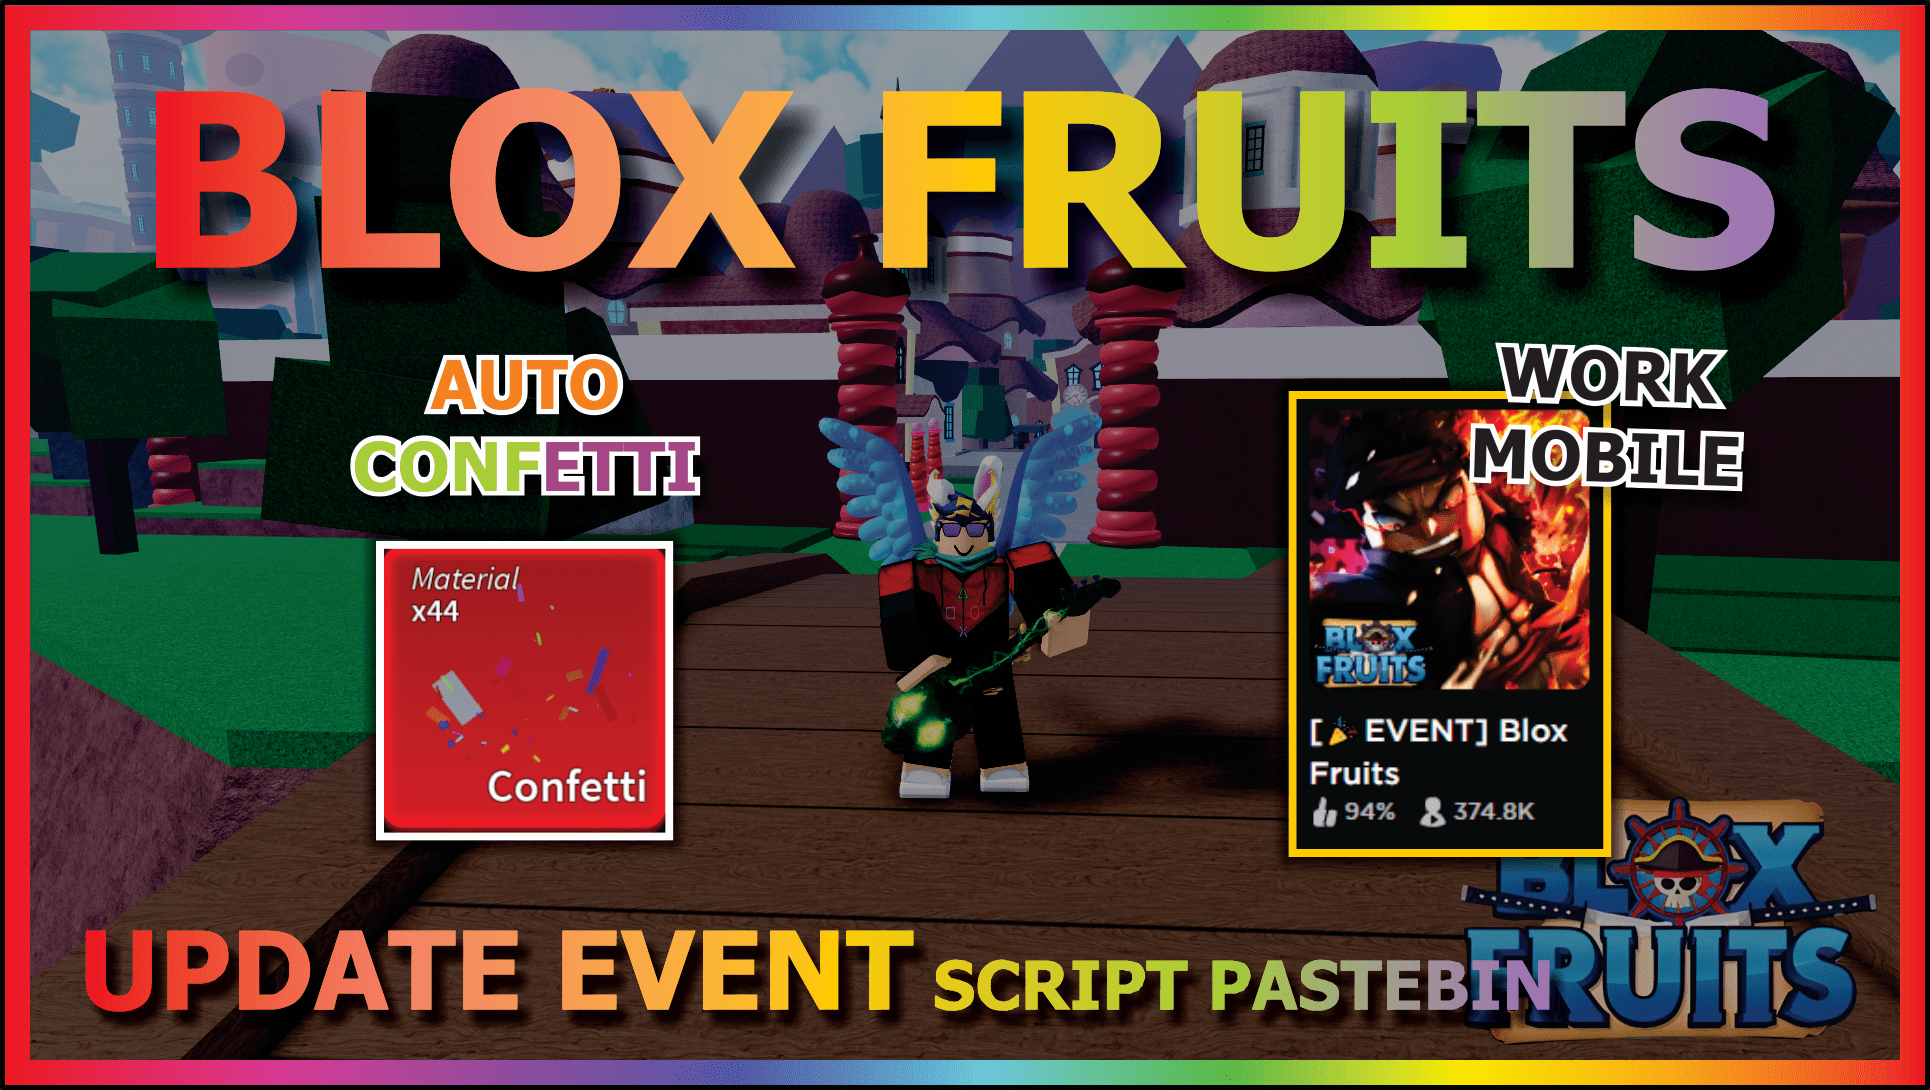 BLOX FRUITS
AUTO
CONFETTI
WORK
MOBILE
Material
x44
Confetti
BLOX
FRUITS
[🎉 EVENT] Blox
Fruits
94% 374.8K
UPDATE EVENT SCRIPT PASTEBIN
BLOX
FRUITS